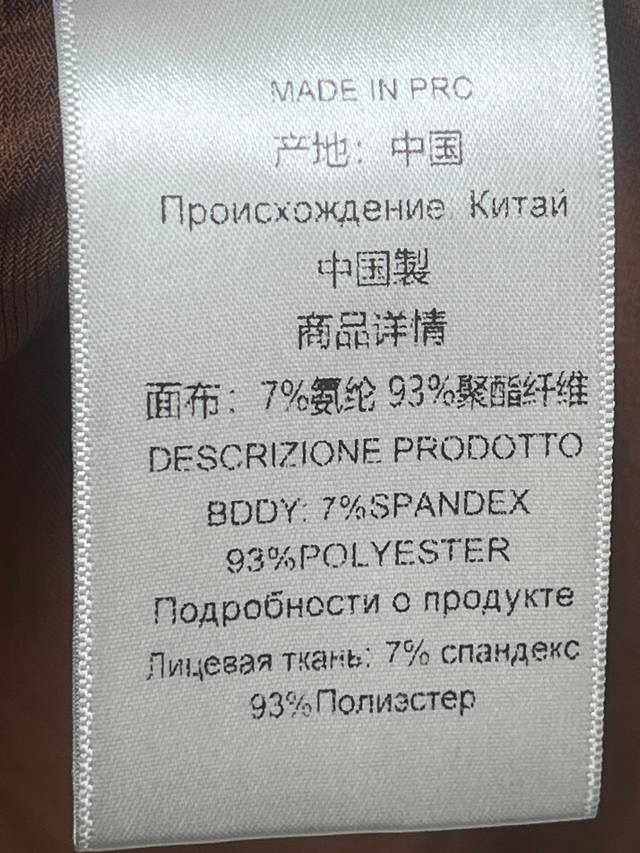 MADE IN PRC
产地：中国
Происхождение: Китай
中国製
商品详情
面布：7%氨纶 93%聚酯纤维
DESCRIZIONE PRODOTTO
BDDY: 7%SPANDEX
93%POLYESTER
Подробности о продукте
Лицевая ткань: 7% спандекс
93%Полиэстер